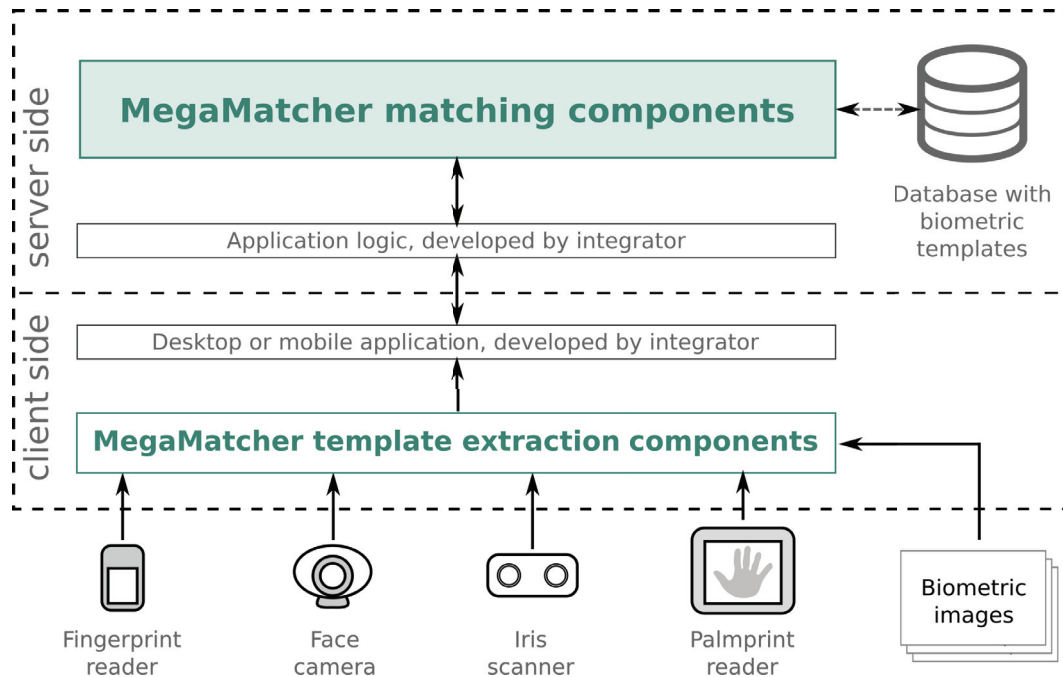 server side
MegaMatcher matching components
Database with
biometric
templates
Application logic, developed by integrator
client side
Desktop or mobile application, developed by integrator
MegaMatcher template extraction components
Fingerprint
reader
Face
camera
Iris
scanner
Palmprint
reader
Biometric
images